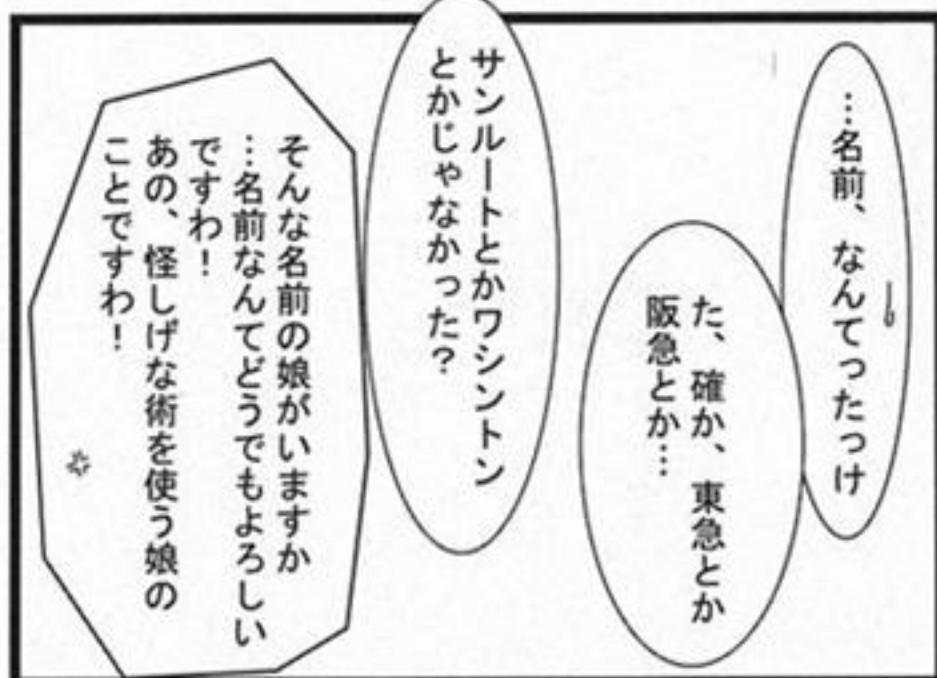 …名前、なんてったっけ
た、確か、東急とか
阪急とか…
サンルートとかワシントン
とかじゃなかった?
そんな名前の娘がいますか
…名前なんてどうでもよろしい
ですわ!
あの、怪しげな術を使う娘の
ことですわ!